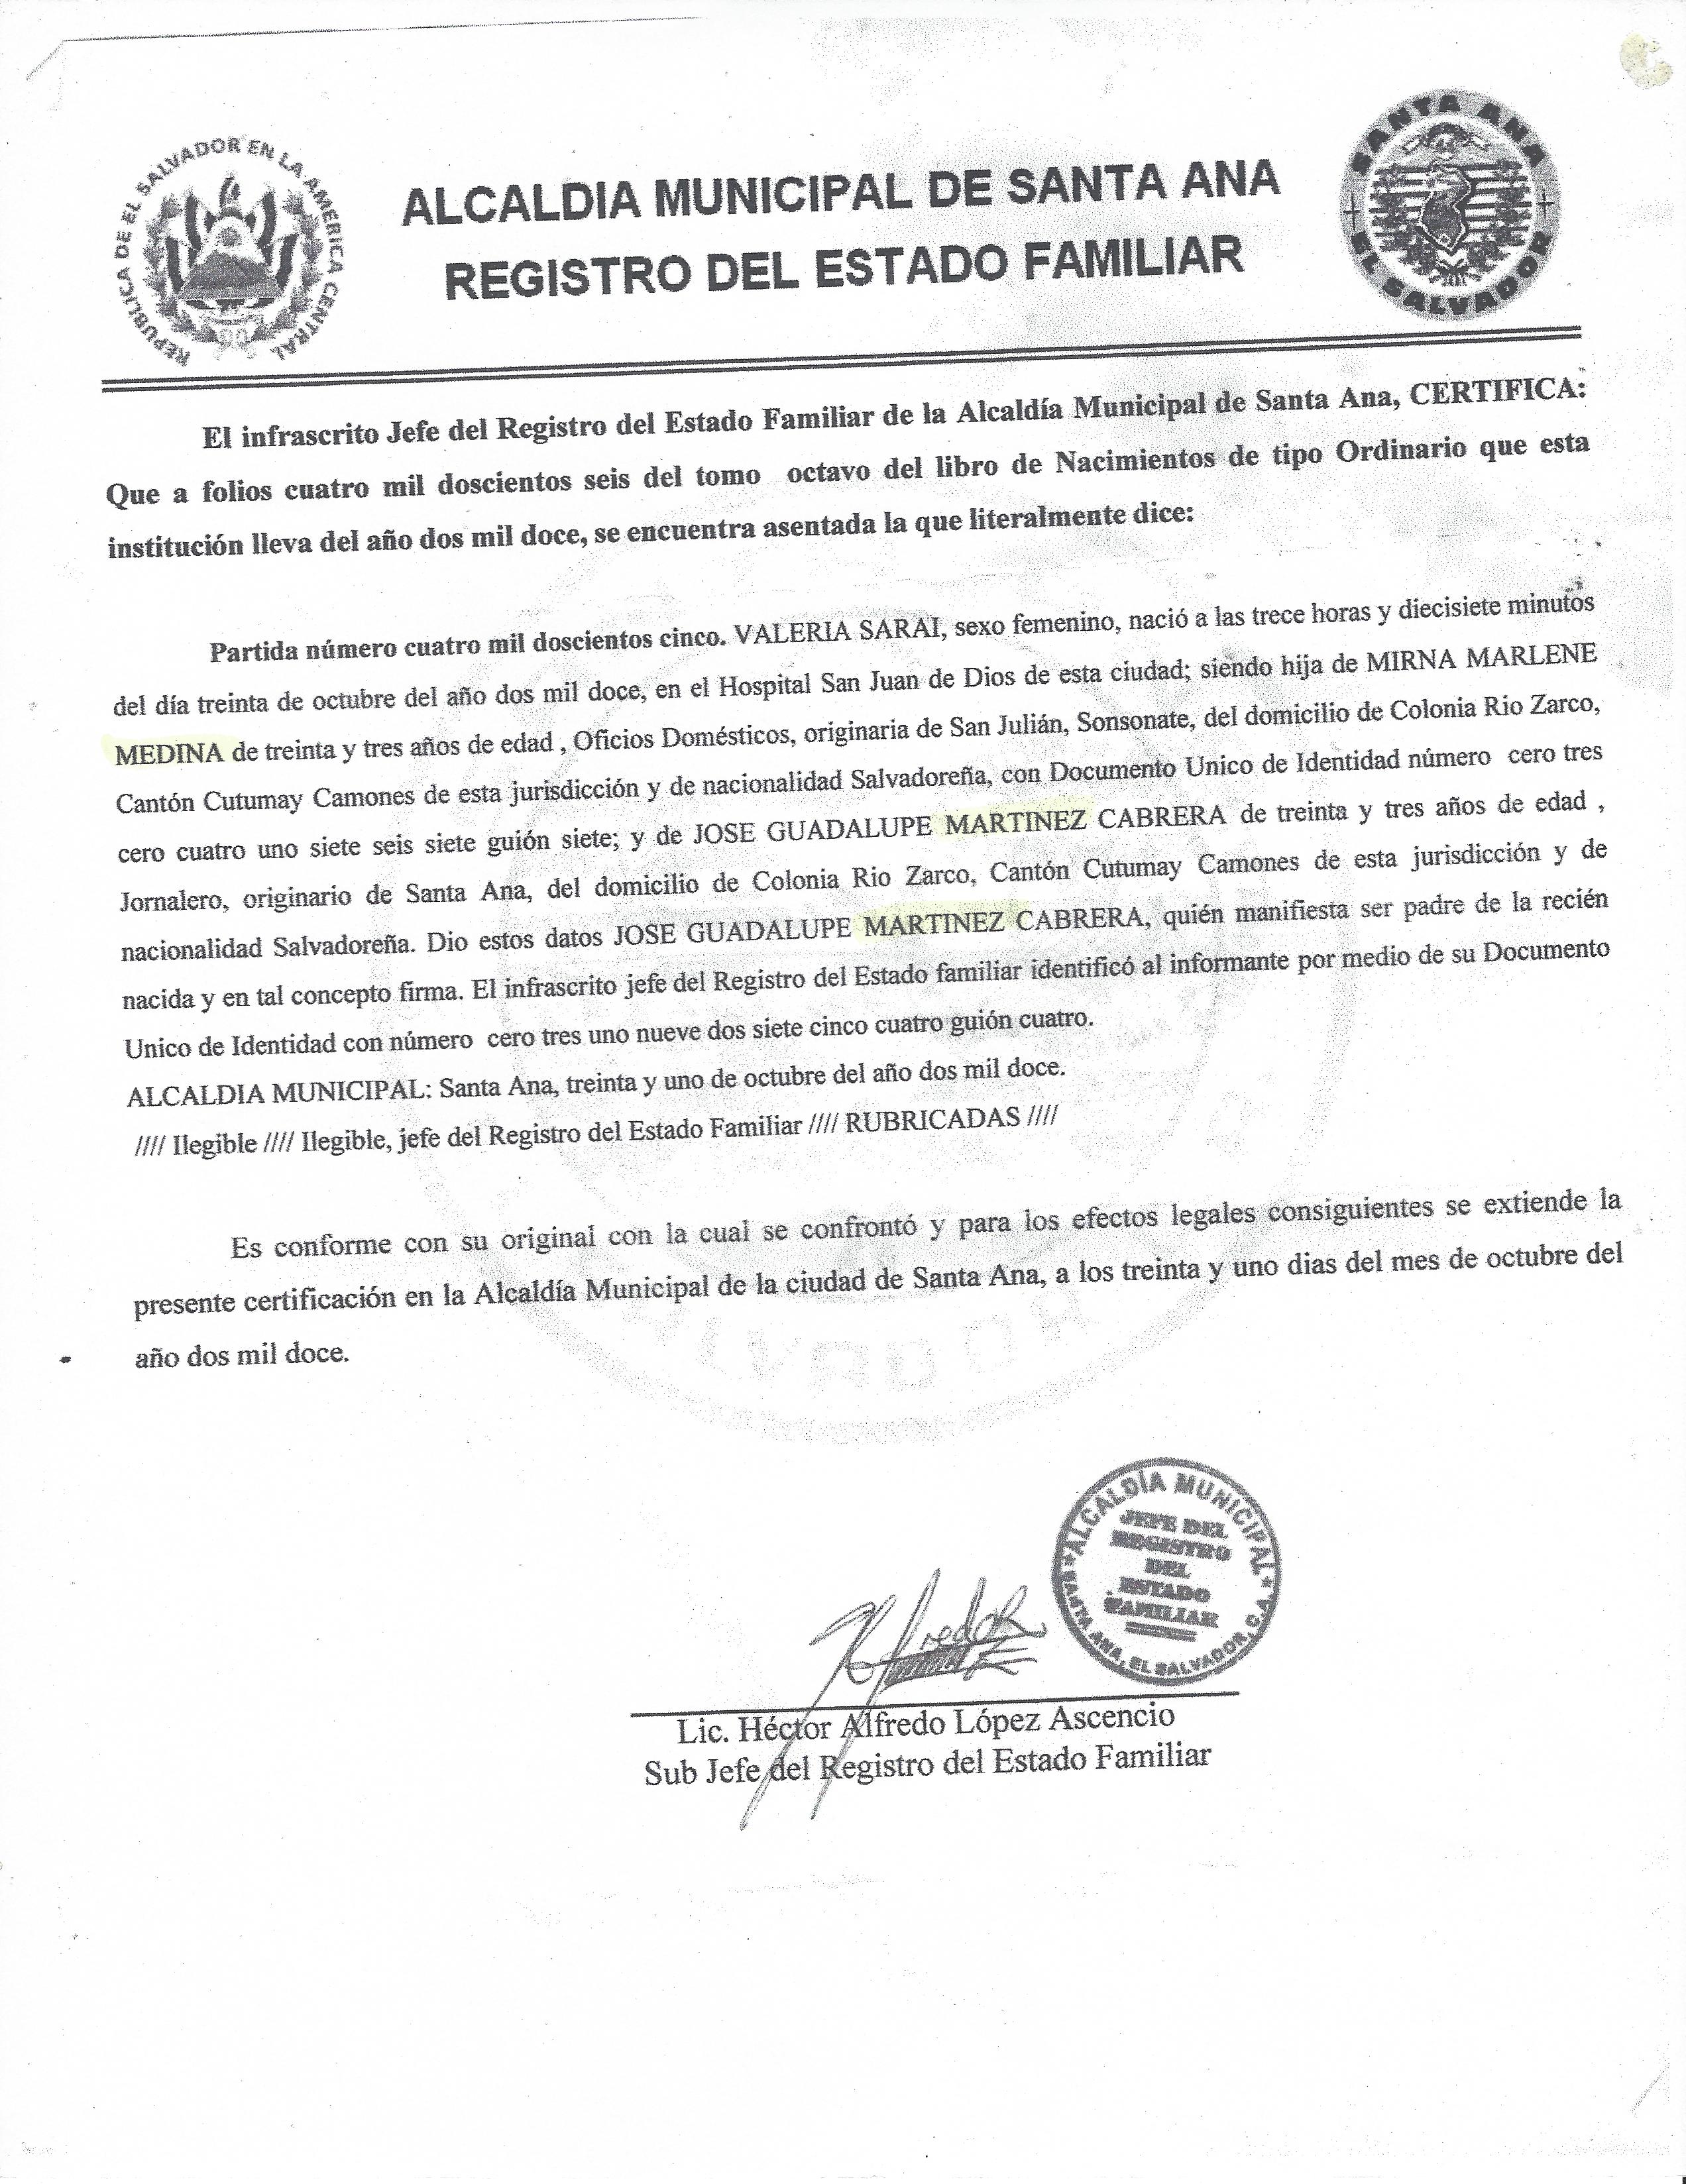 REPUBLICA DE EL SALVADOR EN LA AMERICA CENTRAL
SANTA ANA
EL SALVADOR
ALCALDIA MUNICIPAL DE SANTA ANA
REGISTRO DEL ESTADO FAMILIAR
El infrascrito Jefe del Registro del Estado Familiar de la Alcaldía Municipal de Santa Ana, CERTIFICA:
Que a folios cuatro mil doscientos seis del tomo octavo del libro de Nacimientos de tipo Ordinario que esta
institución lleva del año dos mil doce, se encuentra asentada la que literalmente dice:
Partida número cuatro mil doscientos cinco. VALERIA SARAI, sexo femenino, nació a las trece horas y diecisiete minutos
del día treinta de octubre del año dos mil doce, en el Hospital San Juan de Dios de esta ciudad; siendo hija de MIRNA MARLENE
MEDINA de treinta y tres años de edad , Oficios Domésticos, originaria de San Julián, Sonsonate, del domicilio de Colonia Rio Zarco,
Cantón Cutumay Camones de esta jurisdicción y de nacionalidad Salvadoreña, con Documento Unico de Identidad número cero tres
cero cuatro uno siete seis siete guión siete; y de JOSE GUADALUPE MARTINEZ CABRERA de treinta y tres años de edad ,
Jornalero, originario de Santa Ana, del domicilio de Colonia Rio Zarco, Cantón Cutumay Camones de esta jurisdicción y de
nacionalidad Salvadoreña. Dio estos datos JOSE GUADALUPE MARTINEZ CABRERA, quién manifiesta ser padre de la recién
nacida y en tal concepto firma. El infrascrito jefe del Registro del Estado familiar identificó al informante por medio de su Documento
Unico de Identidad con número cero tres uno nueve dos siete cinco cuatro guión cuatro.
ALCALDIA MUNICIPAL: Santa Ana, treinta y uno de octubre del año dos mil doce.
//// Ilegible //// Ilegible, jefe del Registro del Estado Familiar //// RUBRICADAS ////
Es conforme con su original con la cual se confrontó y para los efectos legales consiguientes se extiende la
presente certificación en la Alcaldía Municipal de la ciudad de Santa Ana, a los treinta y uno dias del mes de octubre del
año dos mil doce.
ALCALDÍA MUNICIPAL
JEFE DEL
REGISTRO
DEL
ESTADO
FAMILIAR
SANTA ANA, EL SALVADOR, C.A.
Lic. Héctor Alfredo López Ascencio
Sub Jefe del Registro del Estado Familiar